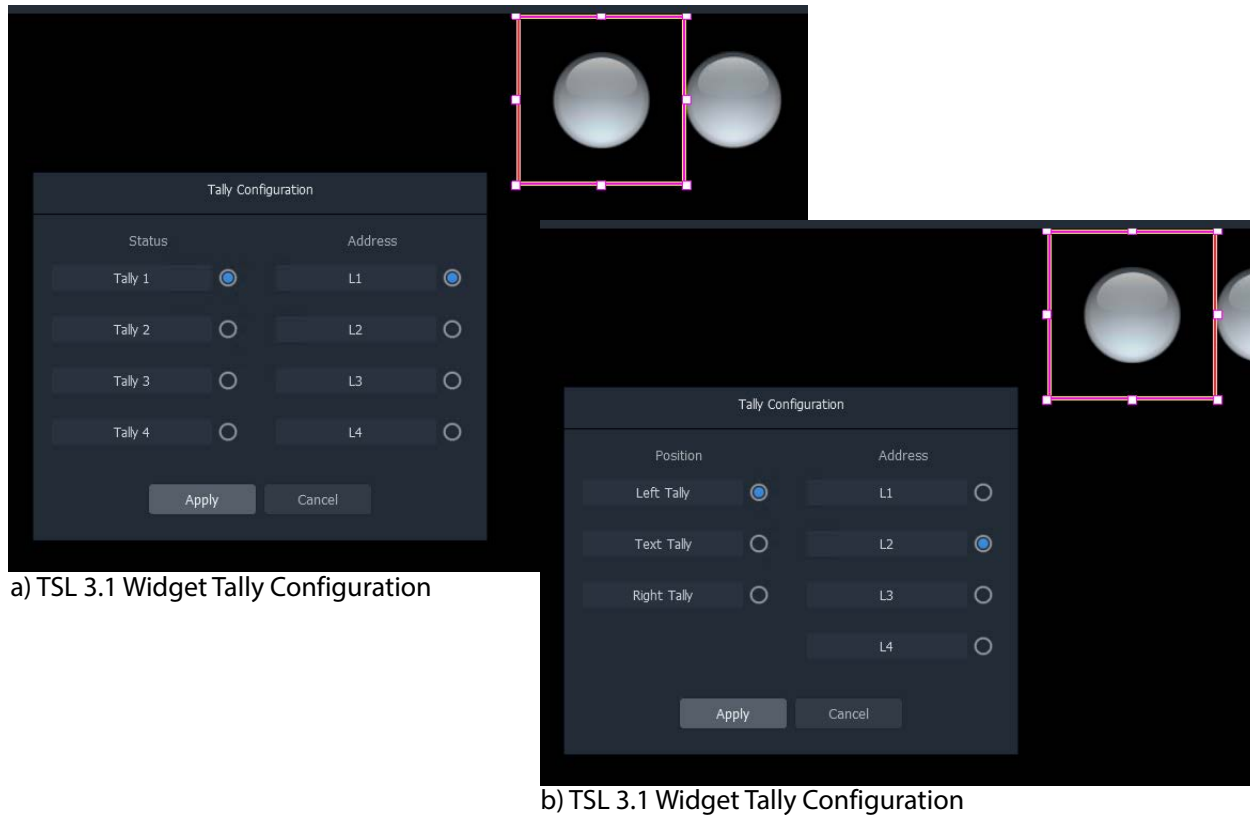 Tally Configuration
Status Address
Tally 1 L1
Tally 2 L2
Tally 3 L3
Tally 4 L4
Apply Cancel
a) TSL 3.1 Widget Tally Configuration
Tally Configuration
Position Address
Left Tally L1
Text Tally L2
Right Tally L3
L4
Apply Cancel
b) TSL 3.1 Widget Tally Configuration